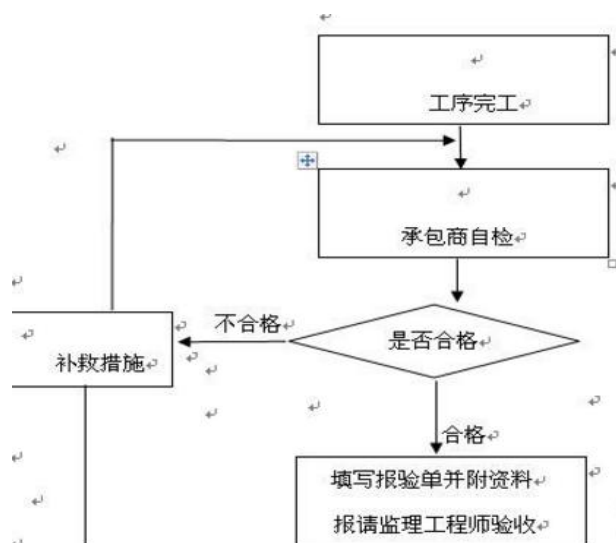 工序完工
承包商自检
不合格
是否合格
补救措施
合格
填写报验单并附资料
报请监理工程师验收